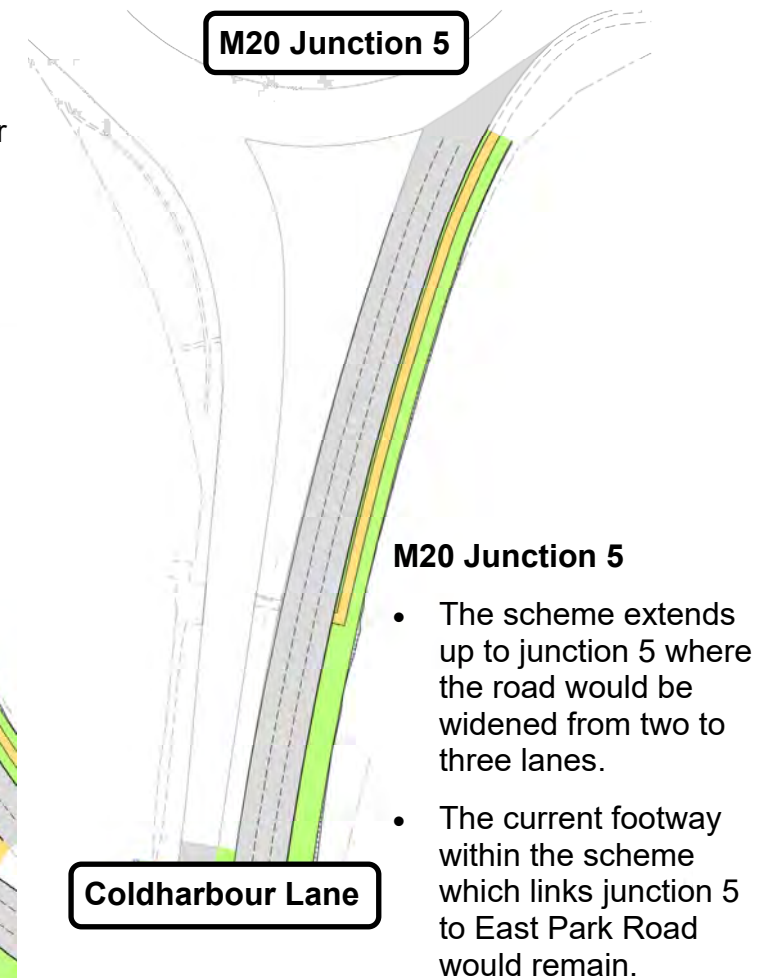 M20 Junction 5
r
M20 Junction 5
• The scheme extends
up to junction 5 where
the road would be
widened from two to
three lanes.
• The current footway
within the scheme
which links junction 5
to East Park Road
would remain.
Coldharbour Lane